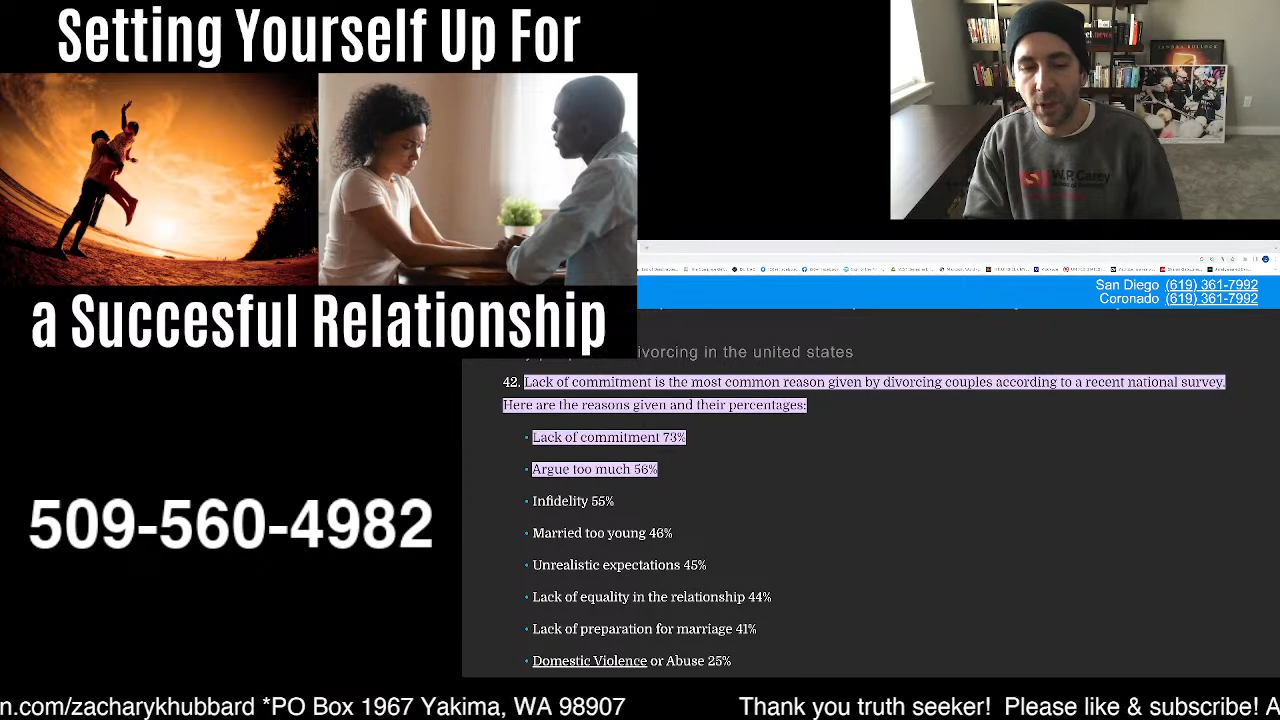 Setting Yourself Up For
a Succesful Relationship
509-560-4982
.news
SANDRA BULLOCK
W.P. Carey
San Diego (619) 361-7992
Coronado (619) 361-7992
ivorcing in the united states
42. Lack of commitment is the most common reason given by divorcing couples according to a recent national survey.
Here are the reasons given and their percentages:
• Lack of commitment 73%
• Argue too much 56%
• Infidelity 55%
• Married too young 46%
• Unrealistic expectations 45%
• Lack of equality in the relationship 44%
• Lack of preparation for marriage 41%
• Domestic Violence or Abuse 25%
n.com/zacharykhubbard *PO Box 1967 Yakima, WA 98907 Thank you truth seeker! Please like & subscribe! A